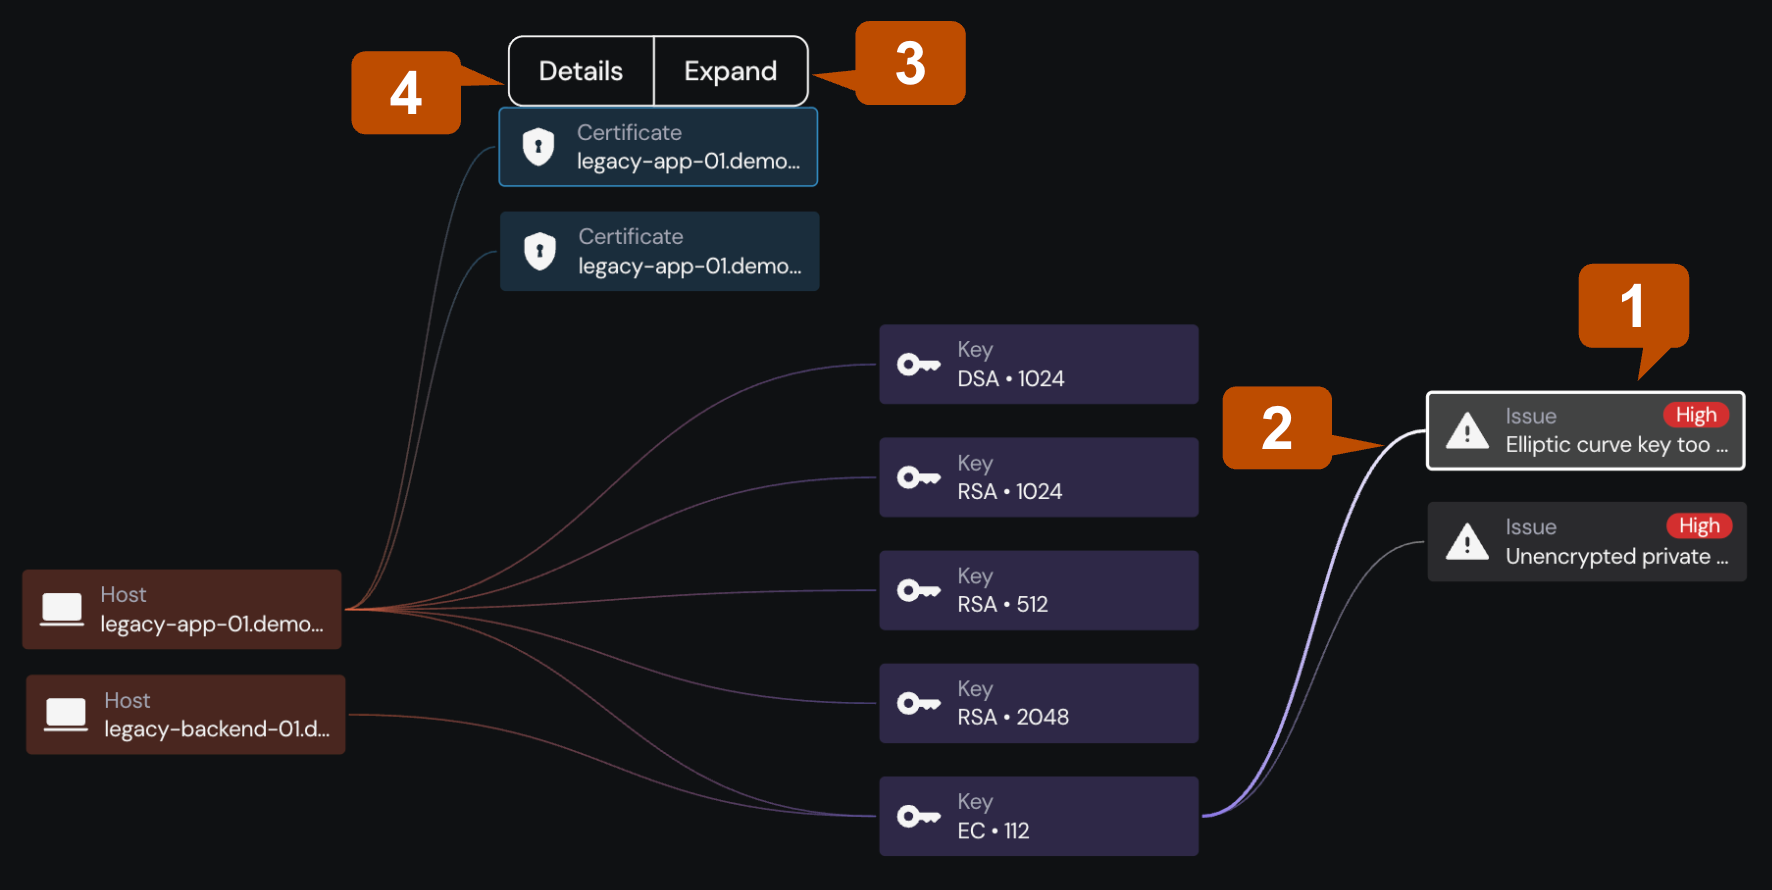 4
Details
Expand
3
Certificate
legacy-app-01.demo...
Certificate
legacy-app-01.demo...
1
2
Key
DSA • 1024
Key
RSA • 1024
Key
RSA • 512
Key
RSA • 2048
Key
EC • 112
Issue
High
Elliptic curve key too ...
Issue
High
Unencrypted private ...
Host
legacy-app-01.demo...
Host
legacy-backend-01.d...